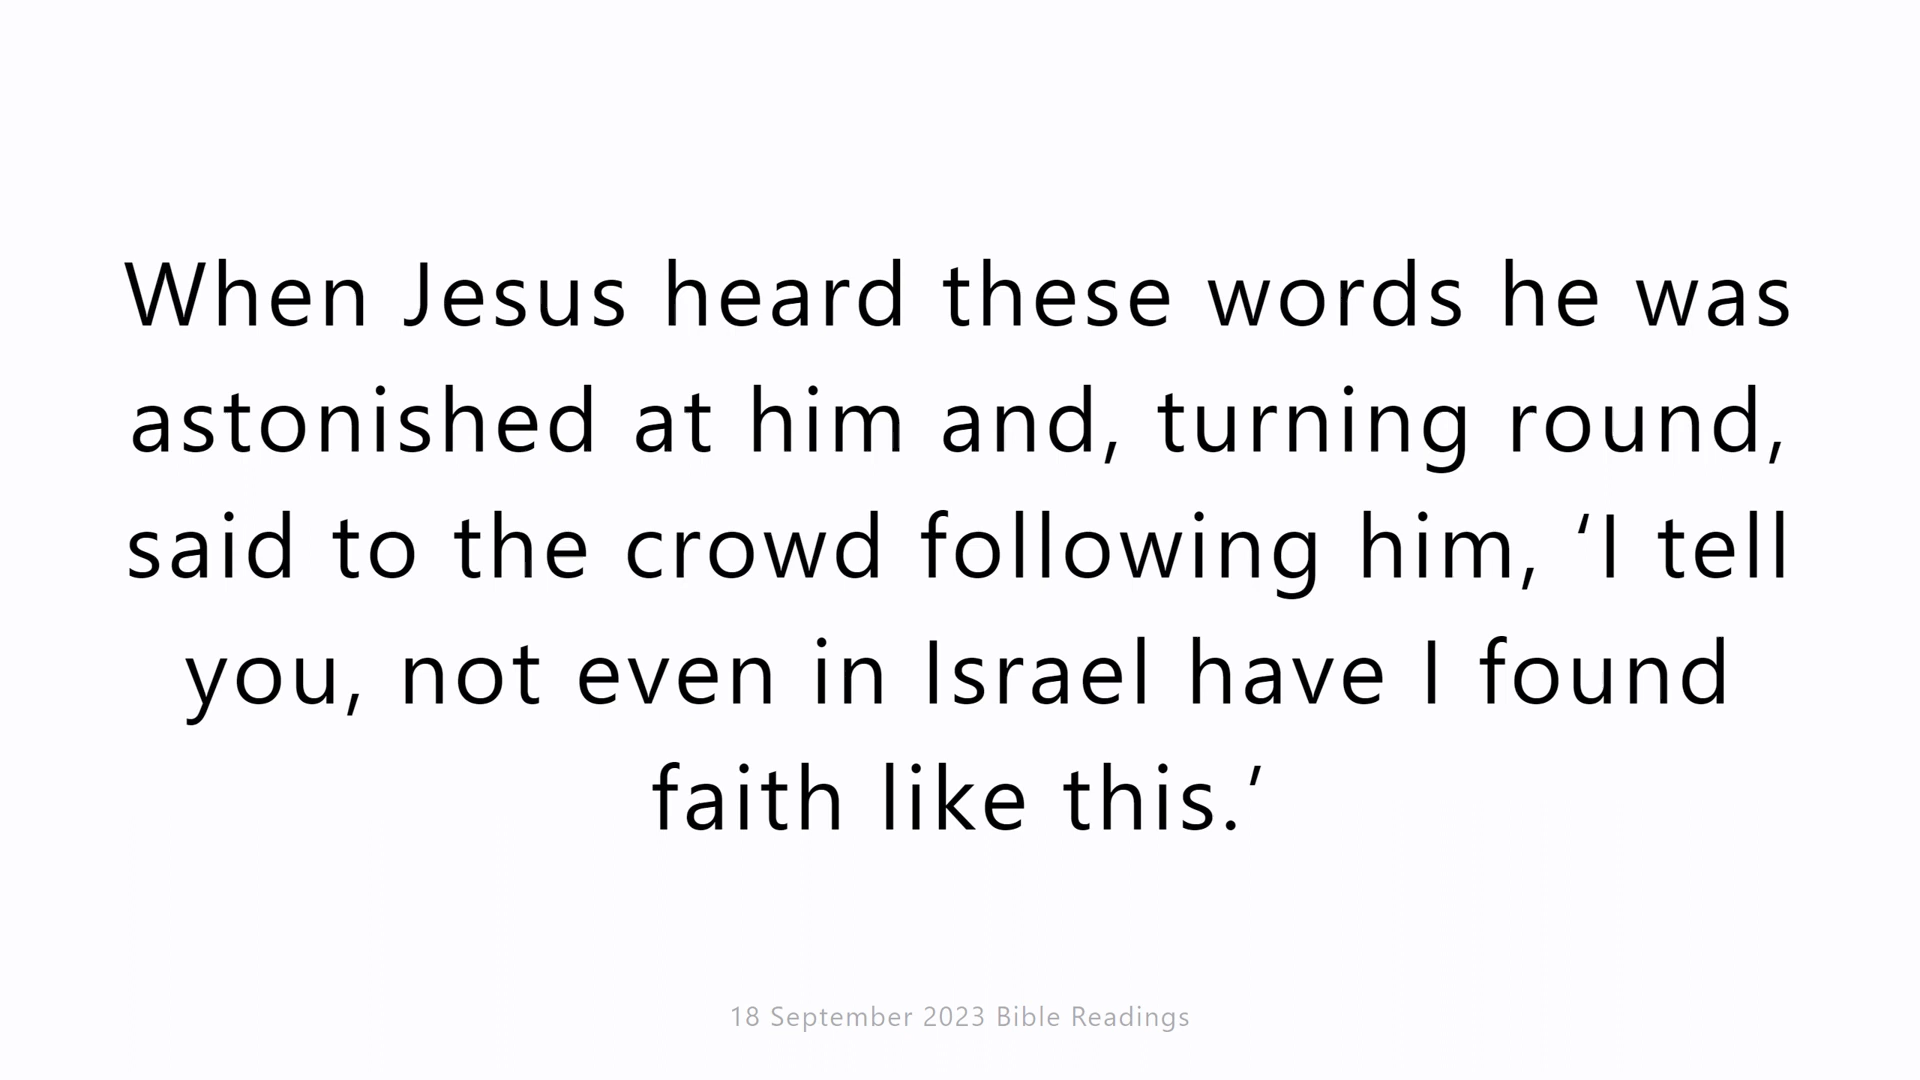 When Jesus heard these words he was
astonished at him and, turning round,
said to the crowd following him, ‘I tell
you, not even in Israel have I found
faith like this.’
18 September 2023 Bible Readings